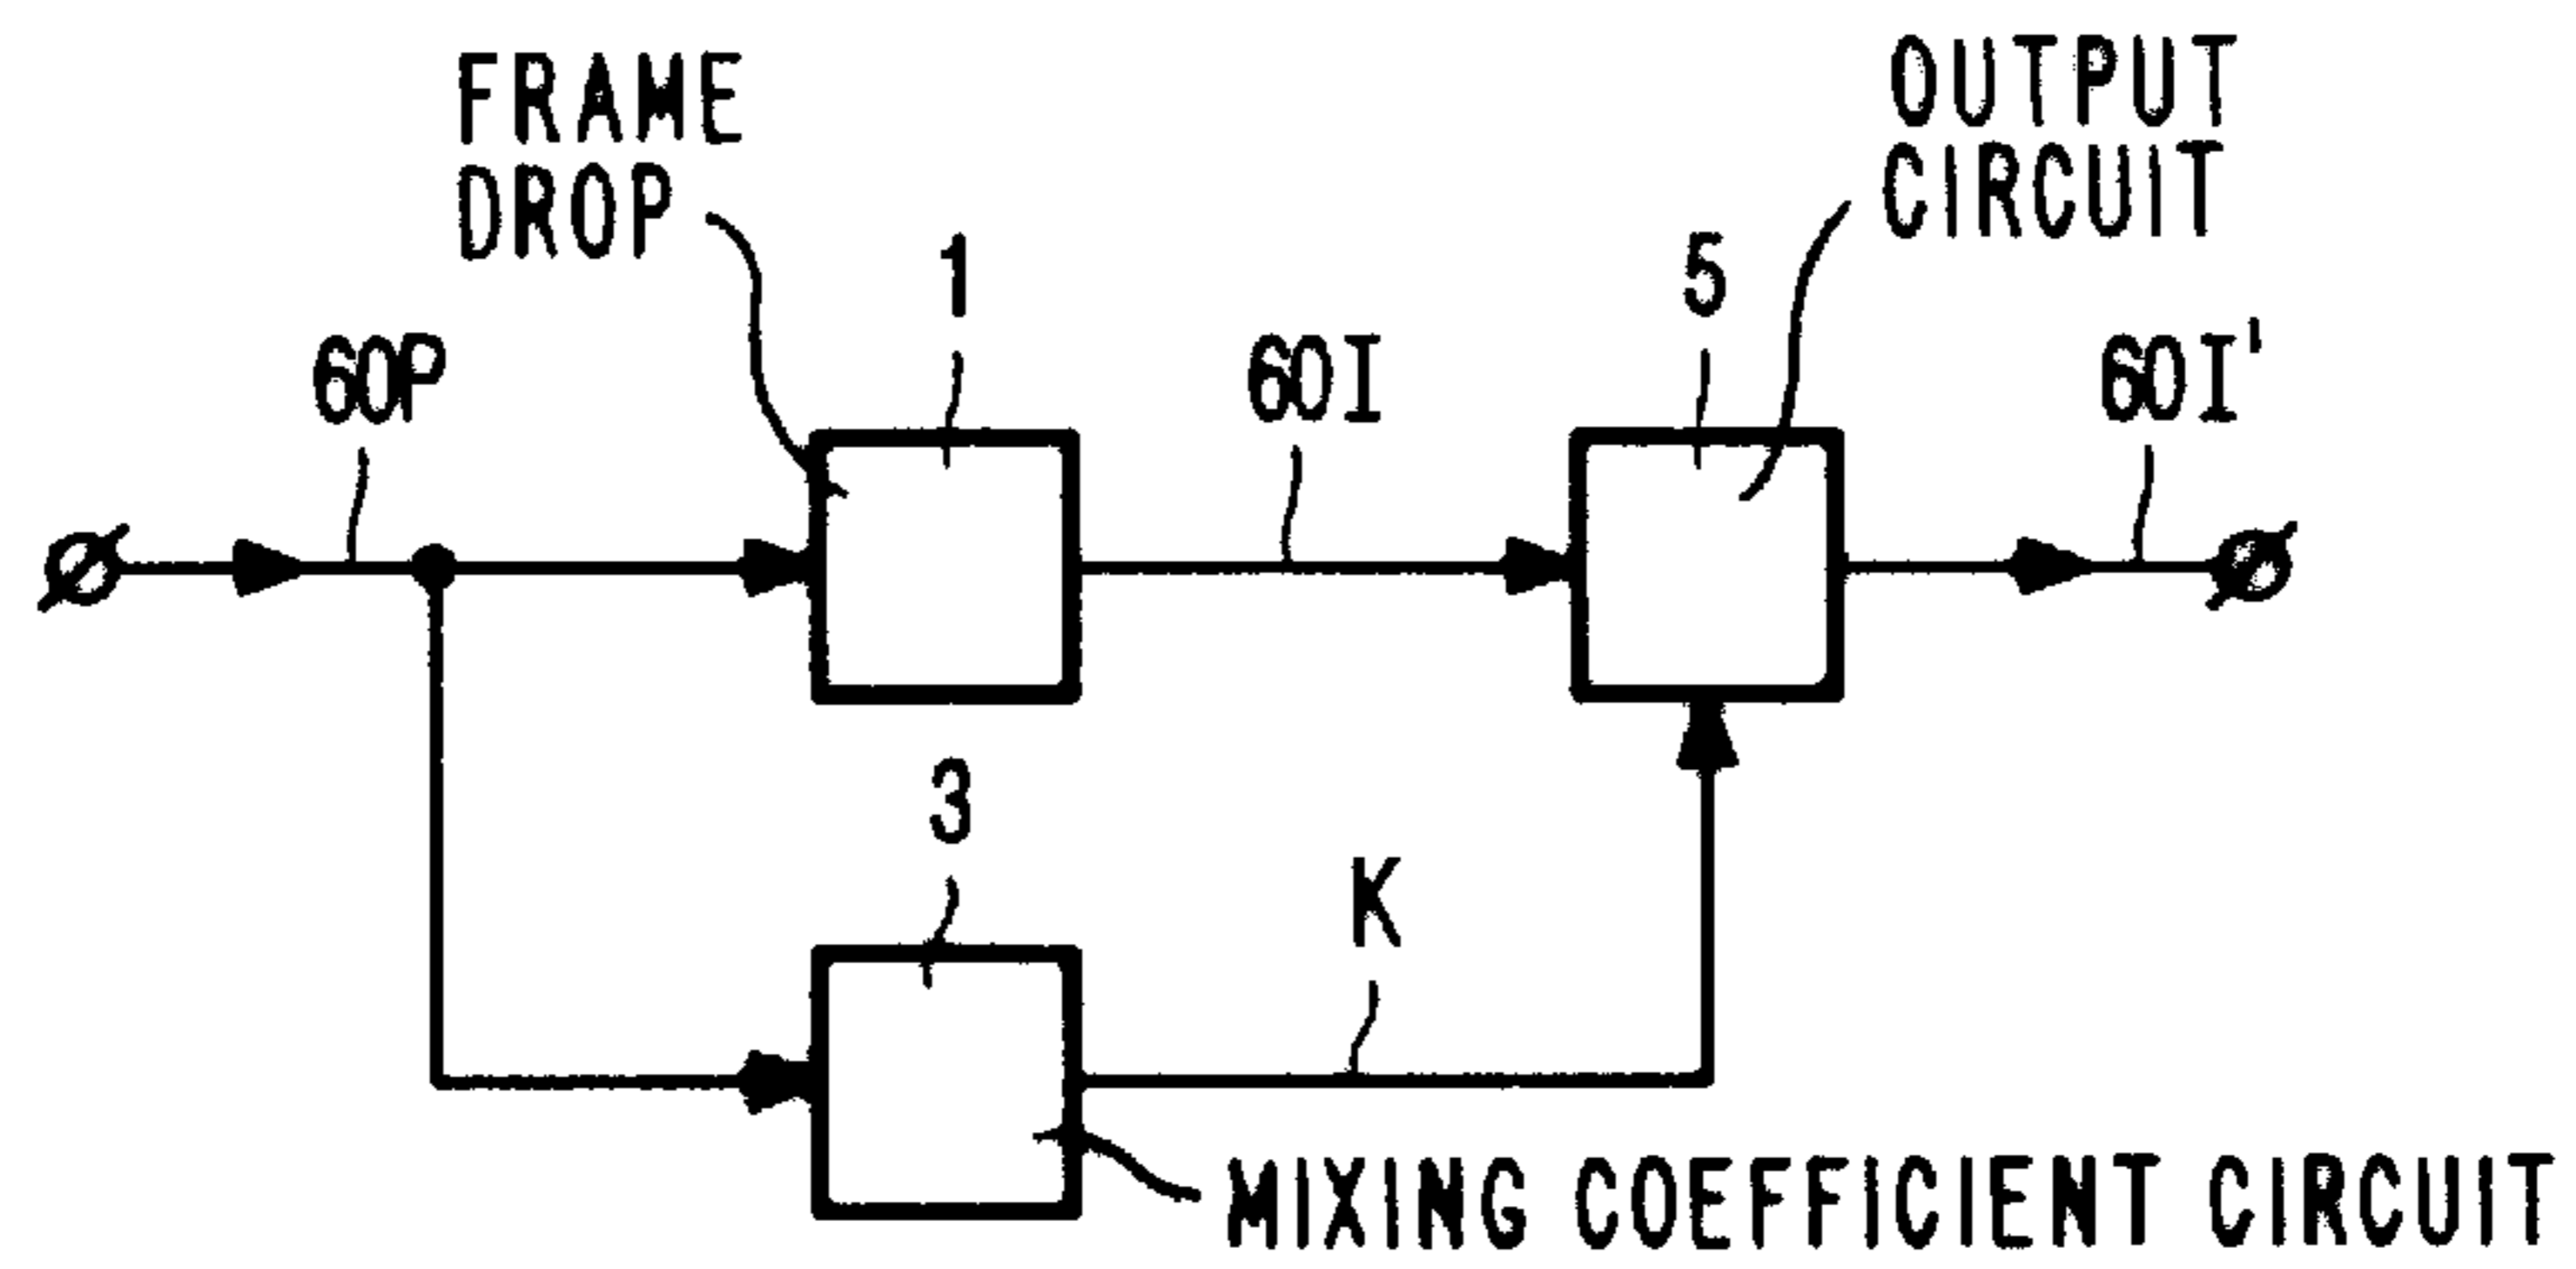 FRAME
DROP
OUTPUT
CIRCUIT
1
5
60P
60I
60I'
3
K
MIXING COEFFICIENT CIRCUIT